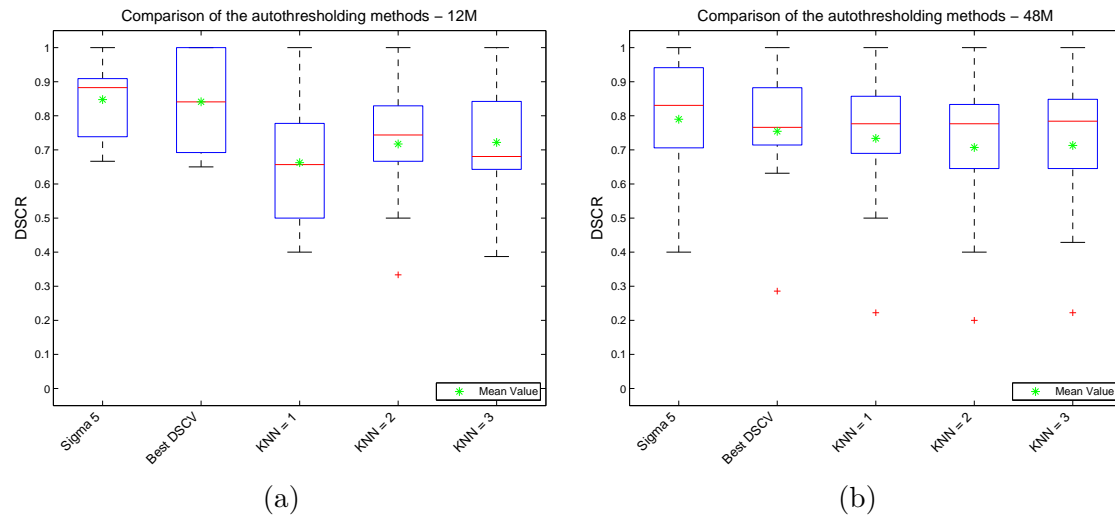 Comparison of the autothresholding methods – 12M
1
0.9
0.8
0.7
0.6
0.5
0.4
0.3
0.2
0.1
0
DSCR
Mean Value
Sigma 5
Best DSCV
KNN = 1
KNN = 2
KNN = 3
(a)
Comparison of the autothresholding methods – 48M
1
0.9
0.8
0.7
0.6
0.5
0.4
0.3
0.2
0.1
0
DSCR
Mean Value
Sigma 5
Best DSCV
KNN = 1
KNN = 2
KNN = 3
(b)